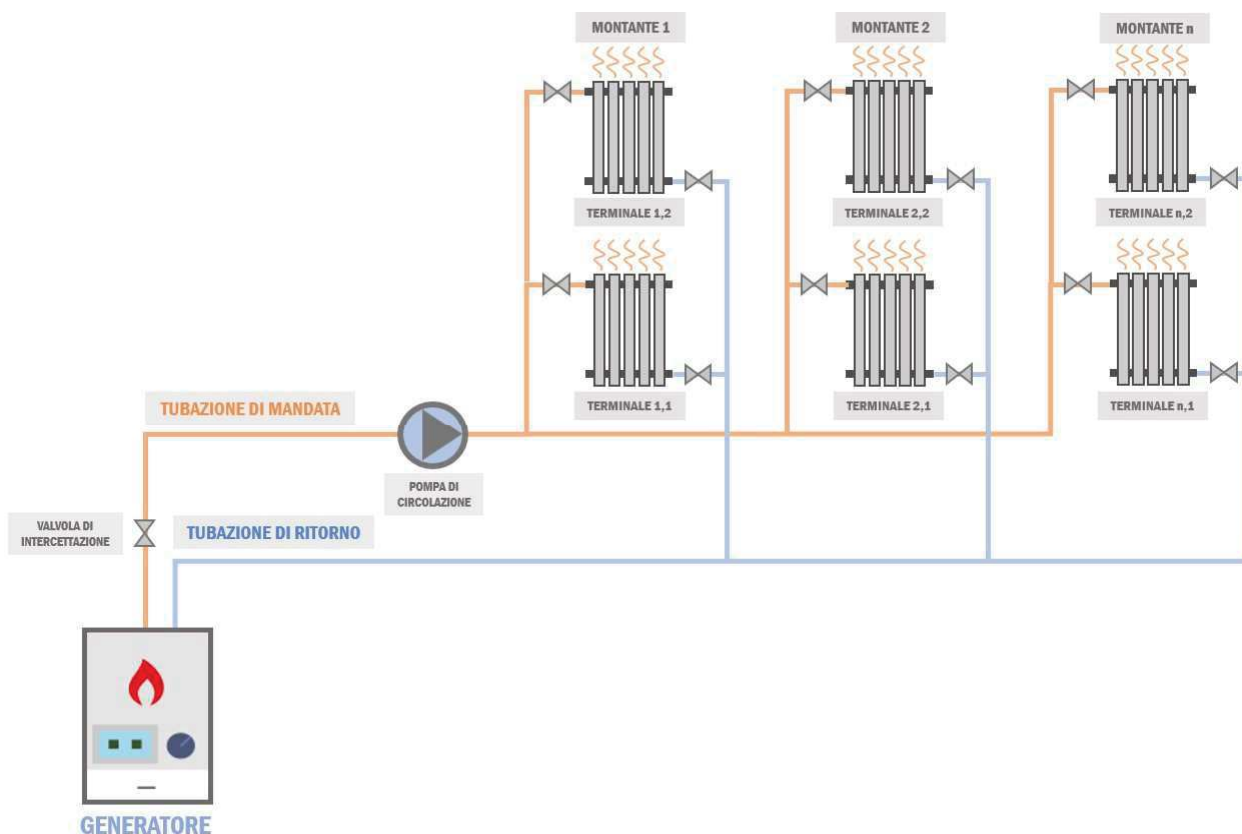 MONTANTE 1
MONTANTE 2
MONTANTE n
TERMINALE 1,2
TERMINALE 2,2
TERMINALE n,2
TERMINALE 1,1
TERMINALE 2,1
TERMINALE n,1
TUBAZIONE DI MANDATA
POMPA DI
CIRCOLAZIONE
VALVOLA DI
INTERCETTAZIONE
TUBAZIONE DI RITORNO
GENERATORE